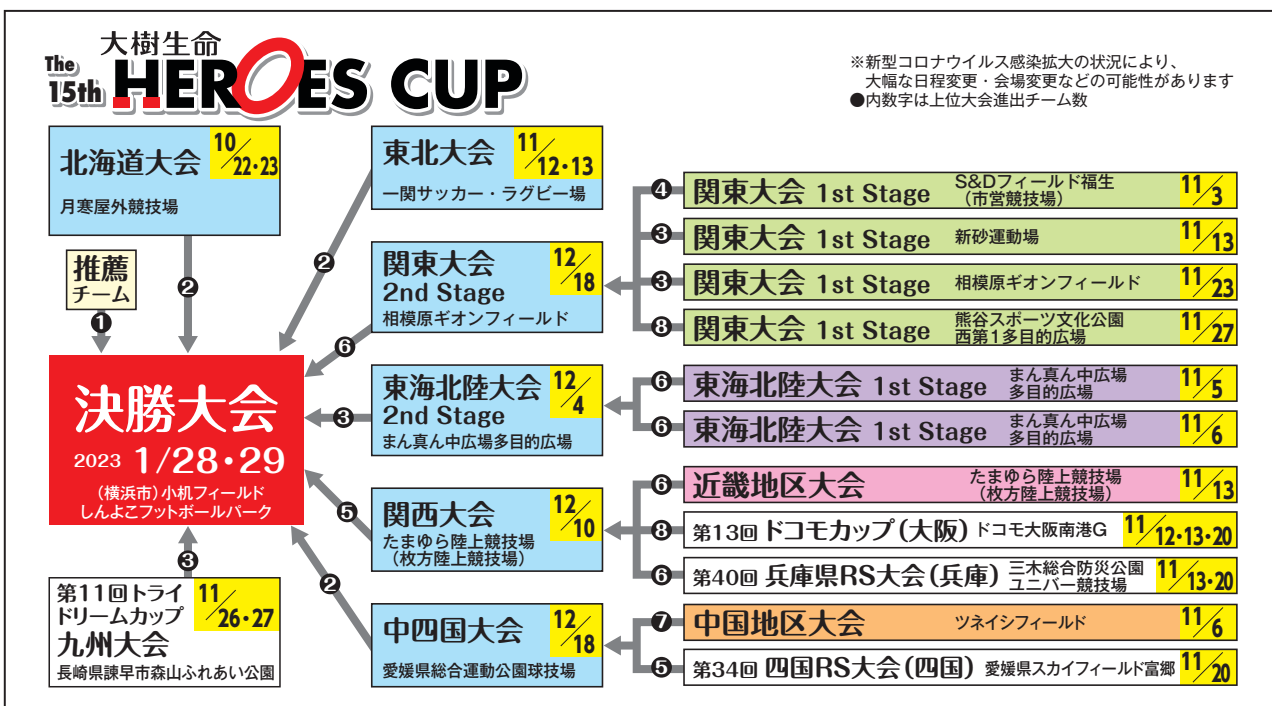 大樹生命
The
15th
HEROES CUP
※新型コロナウイルス感染拡大の状況により、
大幅な日程変更・会場変更などの可能性があります
●内数字は上位大会進出チーム数
北海道大会
10/22・23
月寒屋外競技場
推薦
チーム
❶
❷
決勝大会
2023 1/28・29
(横浜市)小机フィールド
しんよこフットボールパーク
❸
第11回トライ
ドリームカップ
九州大会
11/26・27
長崎県諫早市森山ふれあい公園
東北大会
11/12・13
一関サッカー・ラグビー場
❷
関東大会
2nd Stage
12/18
相模原ギオンフィールド
❻
東海北陸大会
2nd Stage
12/4
まん真ん中広場多目的広場
❸
関西大会
12/10
たまゆら陸上競技場
(枚方陸上競技場)
❺
中四国大会
12/18
愛媛県総合運動公園球技場
❷
❹ 関東大会 1st Stage
S&Dフィールド福生
(市営競技場)
11/3
❸ 関東大会 1st Stage 新砂運動場 11/13
❸ 関東大会 1st Stage 相模原ギオンフィールド 11/23
❽ 関東大会 1st Stage
熊谷スポーツ文化公園
西第1多目的広場
11/27
❻ 東海北陸大会 1st Stage
まん真ん中広場
多目的広場
11/5
❻ 東海北陸大会 1st Stage
まん真ん中広場
多目的広場
11/6
❻ 近畿地区大会
たまゆら陸上競技場
(枚方陸上競技場)
11/13
❽ 第13回 ドコモカップ(大阪) ドコモ大阪南港G 11/12・13・20
❻ 第40回 兵庫県RS大会(兵庫)
三木総合防災公園
ユニバー競技場
11/13・20
❼ 中国地区大会 ツネイシフィールド 11/6
❺ 第34回 四国RS大会(四国) 愛媛県スカイフィールド富郷 11/20